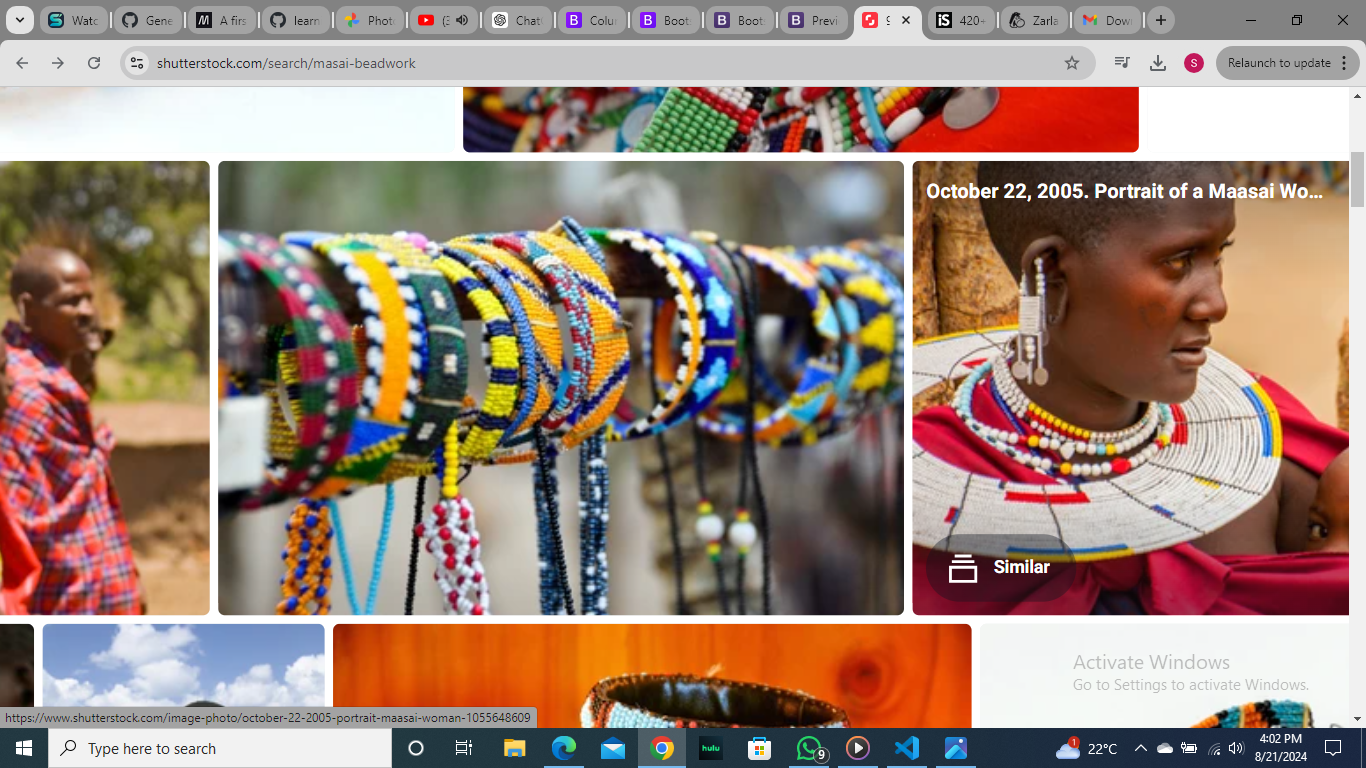 Watc
Gene
A firs
learn
Phot
(3
Chat
Colu
Boot
Boot
Previ
9
420+
Zarla
Dow
shutterstock.com/search/masai-beadwork
Relaunch to update
October 22, 2005. Portrait of a Maasai Wo...
Similar
Activate Windows
Go to Settings to activate Windows.
https://www.shutterstock.com/image-photo/october-22-2005-portrait-maasai-woman-1055648609
Type here to search
hulu
9
1
22°C
4:02 PM
8/21/2024